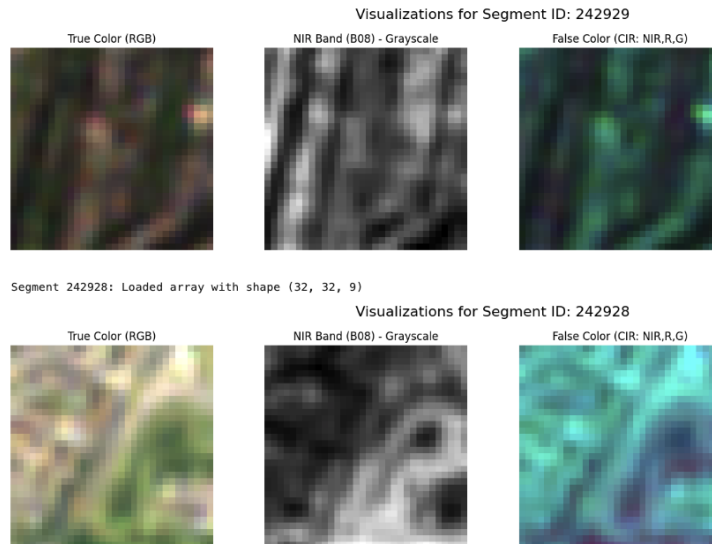 Visualizations for Segment ID: 242929
True Color (RGB)
NIR Band (B08) - Grayscale
False Color (CIR: NIR,R,G)
Segment 242928: Loaded array with shape (32, 32, 9)
Visualizations for Segment ID: 242928
True Color (RGB)
NIR Band (B08) - Grayscale
False Color (CIR: NIR,R,G)